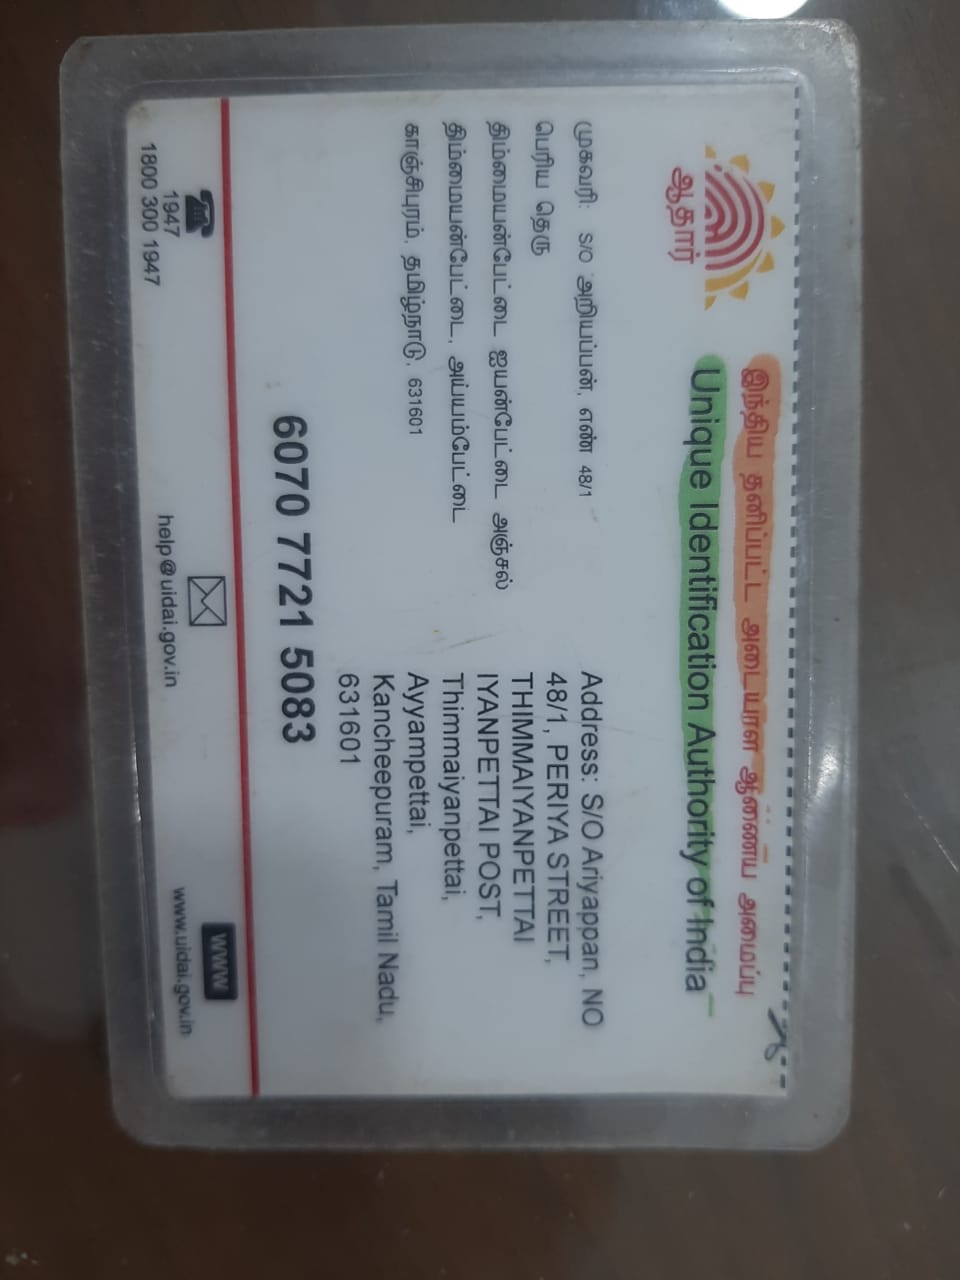 இந்திய தனிப்பட்ட அடையாள ஆணைய அமைப்பு
Unique Identification Authority of India
ஆதார்
முகவரி: S/O அறியப்பன், எண் 48/1
பெரிய தெரு
திம்மையன்பேட்டை ஐயன்பேட்டை அஞ்சல்
திம்மையன்பேட்டை, அய்யம்பேட்டை
காஞ்சிபுரம், தமிழ்நாடு, 631601
Address: S/O Ariyappan, NO
48/1, PERIYA STREET,
THIMMAIYANPETTAI
IYANPETTAI POST,
Thimmaiyanpettai,
Ayyampettai,
Kancheepuram, Tamil Nadu,
631601
6070 7721 5083
1947
1800 300 1947
help@uidai.gov.in
WWW
www.uidai.gov.in